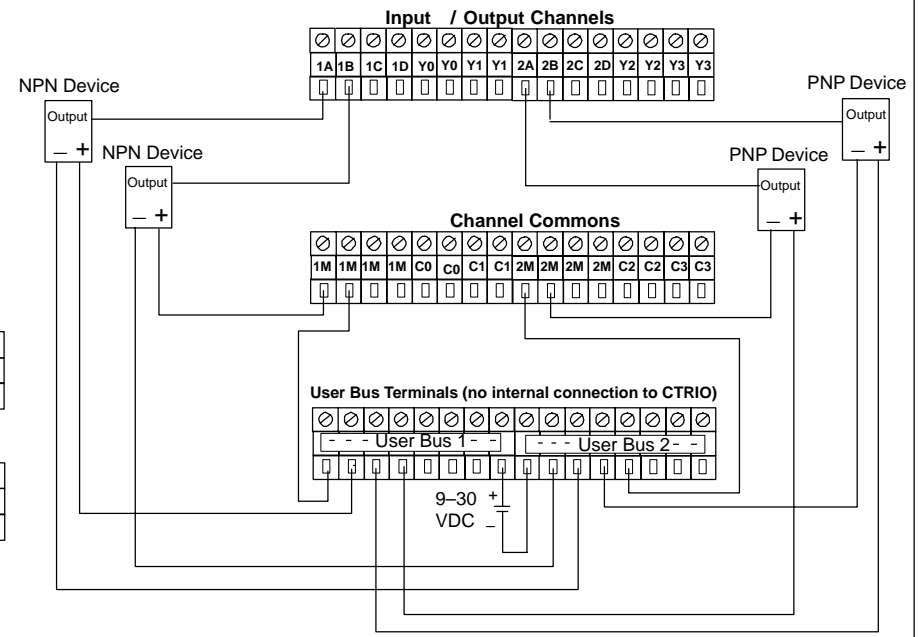 Input / Output Channels
1A 1B 1C 1D Y0 Y0 Y1 Y1 2A 2B 2C 2D Y2 Y2 Y3 Y3
NPN Device
PNP Device
Output
– +
Output
– +
NPN Device
PNP Device
Output
– +
Output
– +
Channel Commons
1M 1M 1M 1M C0 C0 C1 C1 2M 2M 2M 2M C2 C2 C3 C3
User Bus Terminals (no internal connection to CTRIO)
- - - User Bus 1 - -
- - - User Bus 2 - -
9–30 +
VDC –